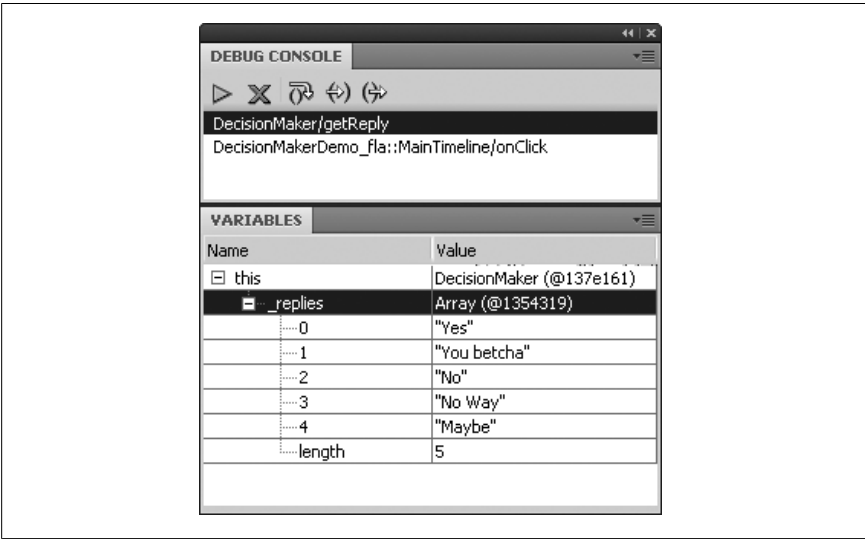 DEBUG CONSOLE
DecisionMaker/getReply
DecisionMakerDemo_fla::MainTimeline/onClick
VARIABLES
Name Value
this DecisionMaker (@137e161)
_replies Array (@1354319)
0 "Yes"
1 "You betcha"
2 "No"
3 "No Way"
4 "Maybe"
length 5